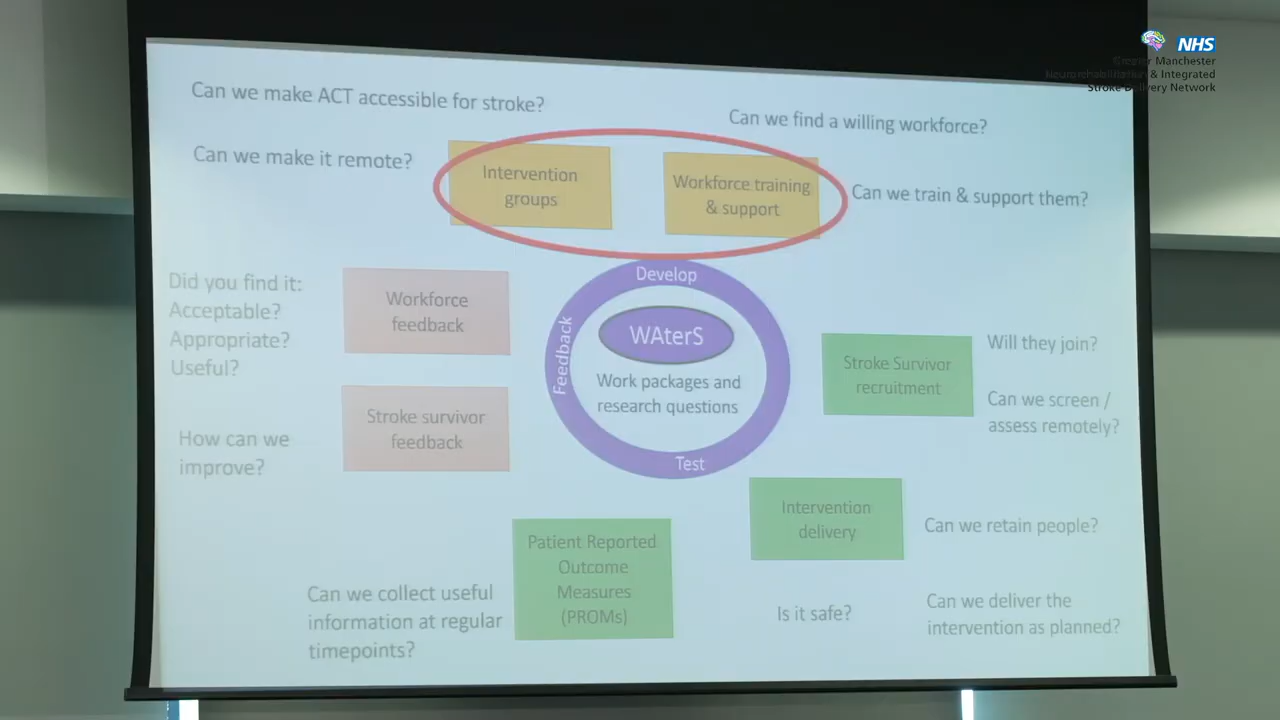 NHS
Greater Manchester
Neurorehabilitation & Integrated
Stroke Delivery Network
Can we make ACT accessible for stroke?
Can we find a willing workforce?
Can we make it remote?
Intervention
groups
Workforce training
& support
Can we train & support them?
Develop
Did you find it:
Acceptable?
Appropriate?
Useful?
Workforce
feedback
Feedback
WAterS
Work packages and
research questions
Stroke Survivor
recruitment
Will they join?
Can we screen /
assess remotely?
Stroke survivor
feedback
How can we
improve?
Test
Intervention
delivery
Can we retain people?
Patient Reported
Outcome
Measures
(PROMs)
Can we collect useful
information at regular
timepoints?
Is it safe?
Can we deliver the
intervention as planned?